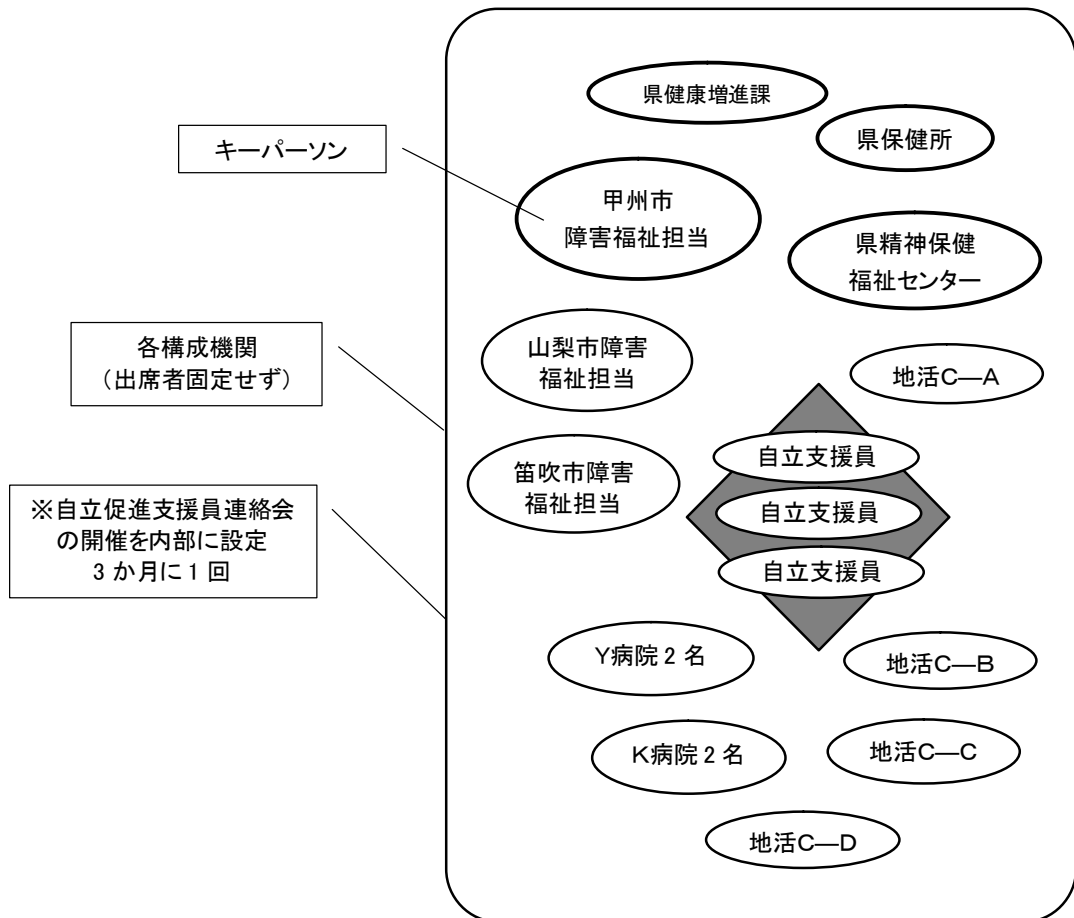 県健康増進課
県保健所
キーパーソン
甲州市
障害福祉担当
県精神保健
福祉センター
各構成機関
（出席者固定せず）
山梨市障害
福祉担当
地活C―A
※自立促進支援員連絡会
の開催を内部に設定
3か月に1回
笛吹市障害
福祉担当
自立支援員
自立支援員
自立支援員
Y病院2名
地活C―B
K病院2名
地活C―C
地活C―D